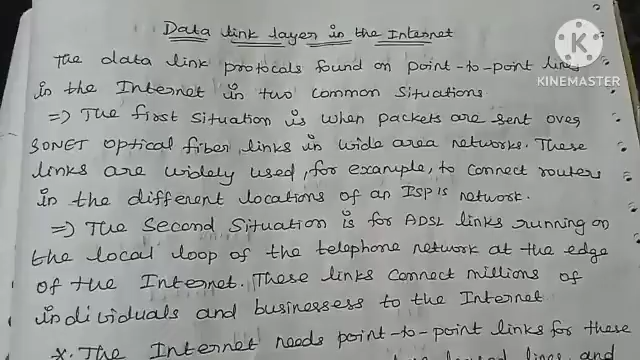 Data link layer in the Internet
K
KINEMASTER
The data link protocals found on point-to-point
in the Internet in two common situations.
=> The first situation is when packets are sent over
SONET optical fiber links in wide area networks. These
links are widely used, for example, to connect routers
in the different locations of an ISP's network.
=> The Second Situation is for ADSL links running on
the local loop of the telephone network at the edge
of the Internet. These links connect millions of
individuals and businessess to the Internet
X. The Internet needs point-to-point links for these
leased lines, and